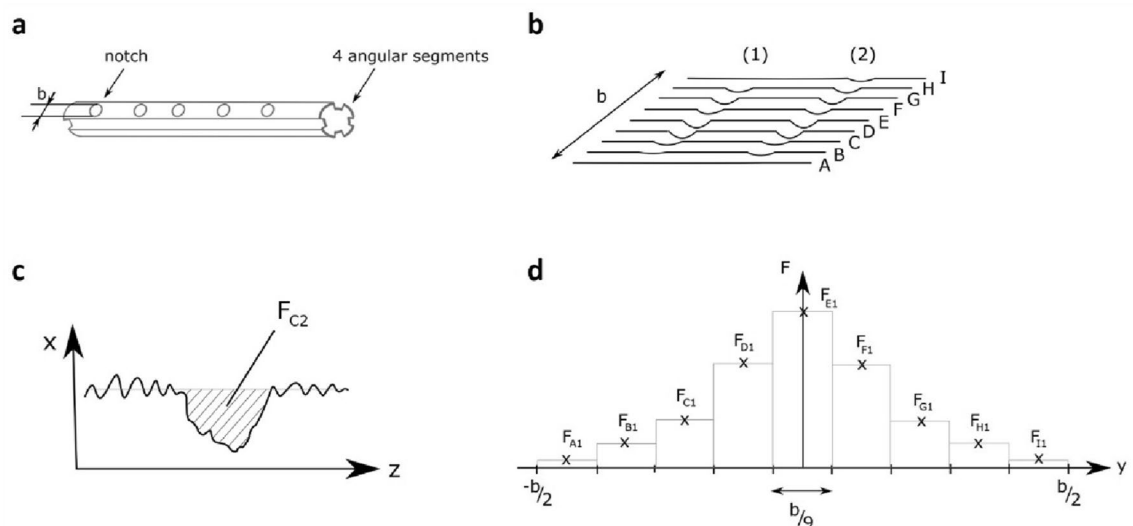 a
notch
4 angular segments
b
b
(1) (2)
b
I
H
G
F
E
D
C
B
A
c
F_C2
X
Z
d
F
F_E1
F_D1
F_F1
F_C1
F_G1
F_B1
F_H1
F_A1
F_I1
-b/2
b/2
y
b/9